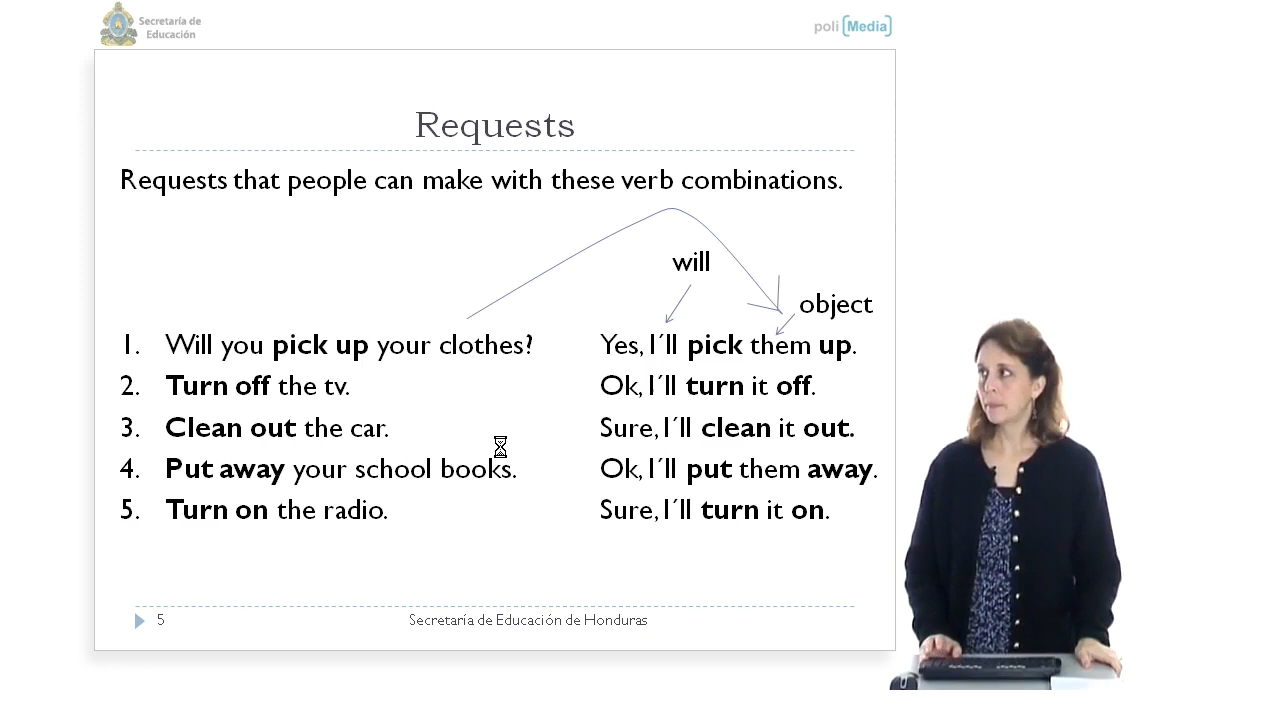 Secretaría de
Educación
poli [Media]
Requests
Requests that people can make with these verb combinations.
will
object
1. Will you pick up your clothes? Yes, I´ll pick them up.
2. Turn off the tv. Ok, I´ll turn it off.
3. Clean out the car. Sure, I´ll clean it out.
4. Put away your school books. Ok, I´ll put them away.
5. Turn on the radio. Sure, I´ll turn it on.
5 Secretaría de Educación de Honduras